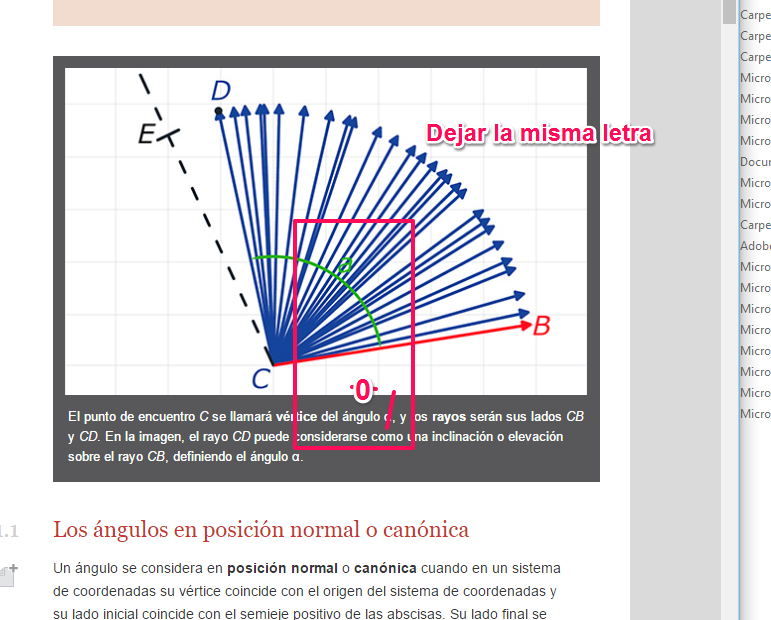 D
E
Dejar la misma letra
a
B
C
0
El punto de encuentro C se llamará vértice del ángulo α, y los rayos serán sus lados CB
y CD. En la imagen, el rayo CD puede considerarse como una inclinación o elevación
sobre el rayo CB, definiendo el ángulo α.
1.1
Los ángulos en posición normal o canónica
Un ángulo se considera en posición normal o canónica cuando en un sistema
de coordenadas su vértice coincide con el origen del sistema de coordenadas y
su lado inicial coincide con el semieje positivo de las abscisas. Su lado final se
Carpe
Carpe
Carpe
Micro
Micro
Micro
Micro
Docum
Micro
Micro
Carpe
Adobe
Micro
Micro
Micro
Micro
Micro
Micro
Micro
Micro